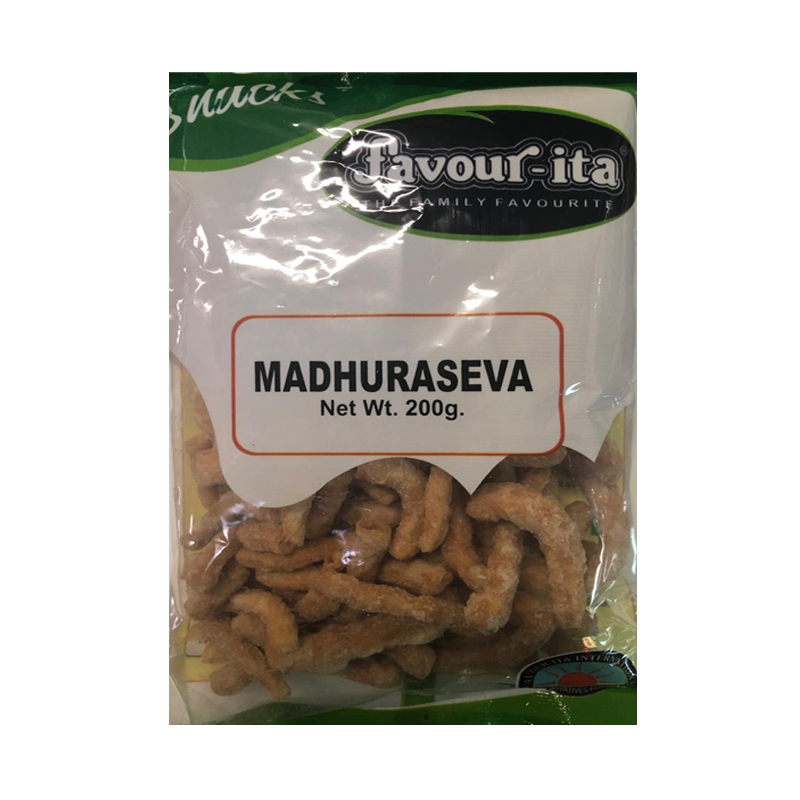 Snacks
favour-ita®
THE FAMILY FAVOURITE
MADHURASEVA
Net Wt. 200g.